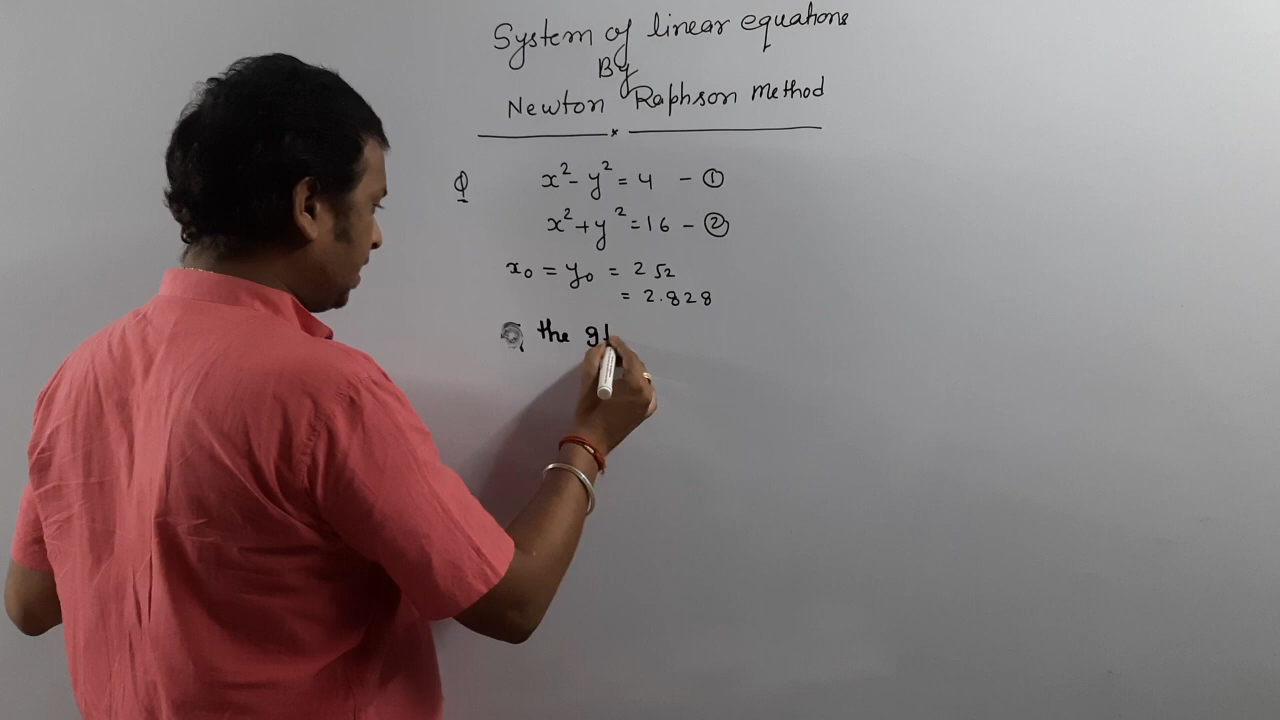 System of linear equations
By
Newton Raphson Method
Q x² - y² = 4 - ①
x² + y² = 16 - ②
x₀ = y₀ = 2√2
= 2.828
the